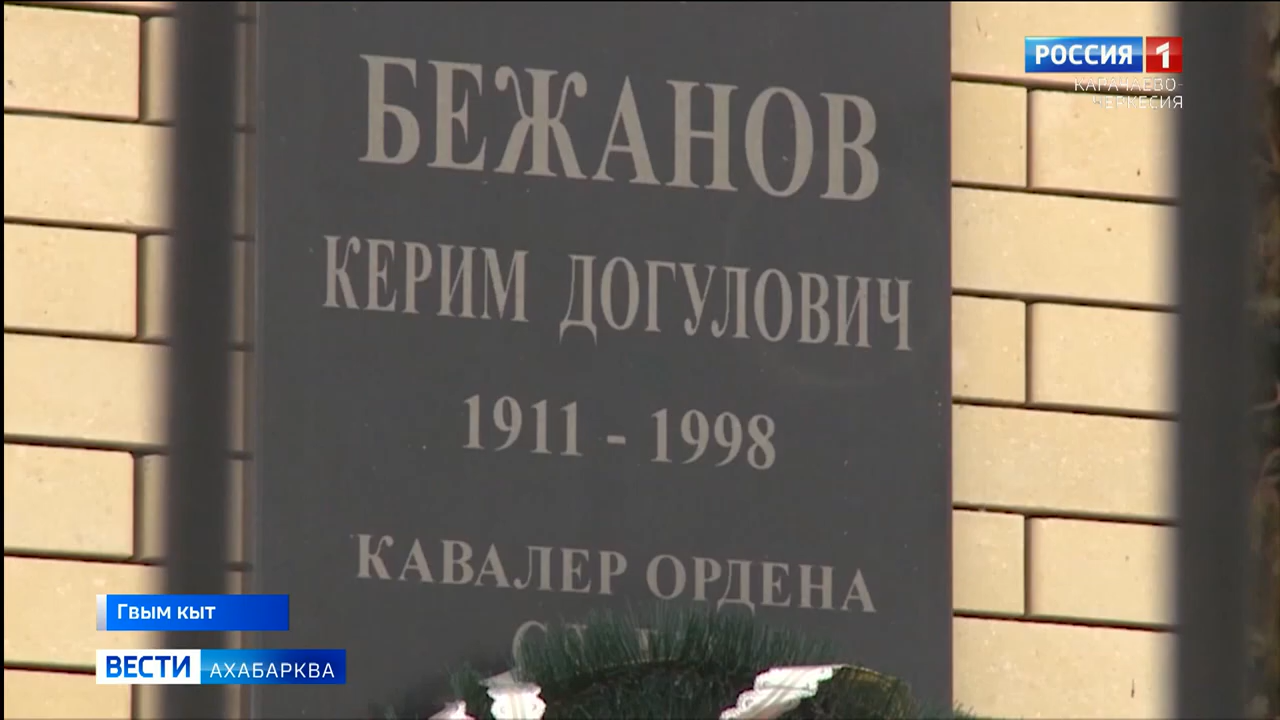 БЕЖАНОВ
КЕРИМ ДОГУЛОВИЧ
1911 - 1998
КАВАЛЕР ОРДЕНА
РОССИЯ 1
КАРАЧАЕВО-
ЧЕРКЕСИЯ
Гвым кыт
ВЕСТИ АХАБАРКВА